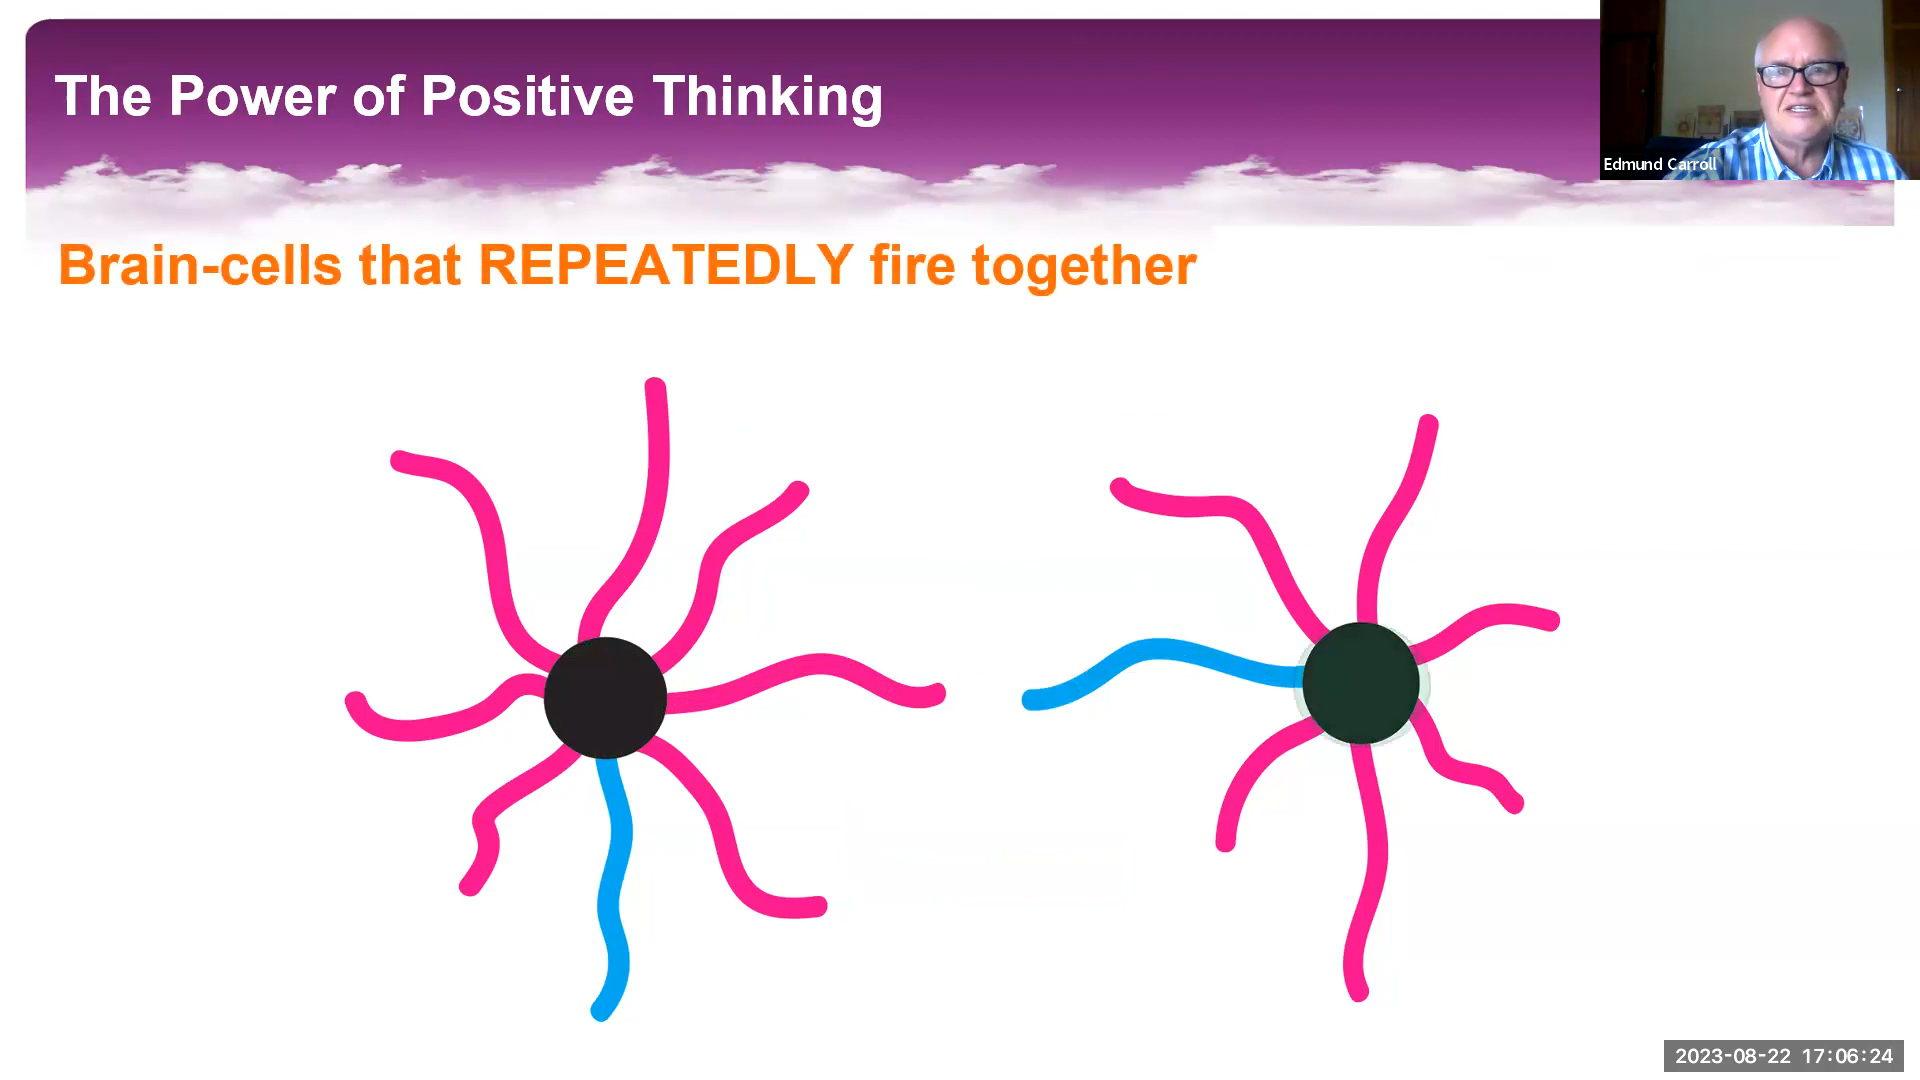 The Power of Positive Thinking
Edmund Carroll
Brain-cells that REPEATEDLY fire together
2023-08-22 17:06:24